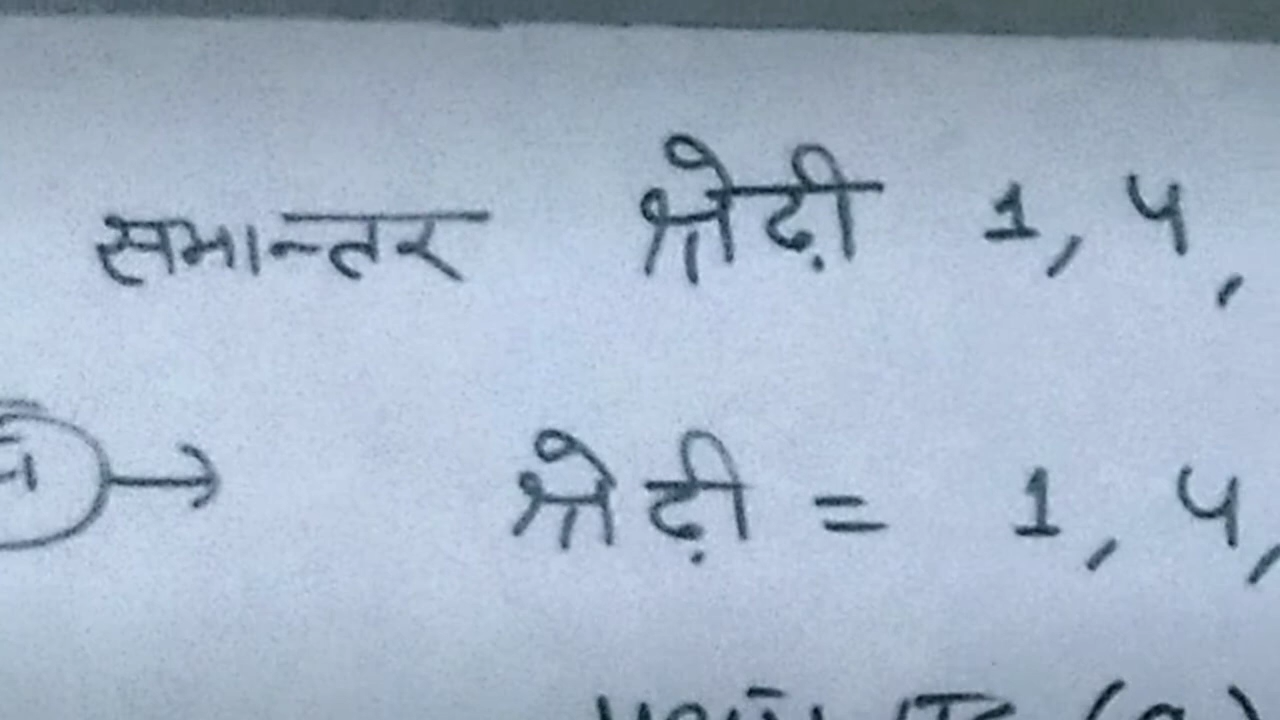 समान्तर श्रेढ़ी 1, 4,
→ श्रेढ़ी = 1, 4,